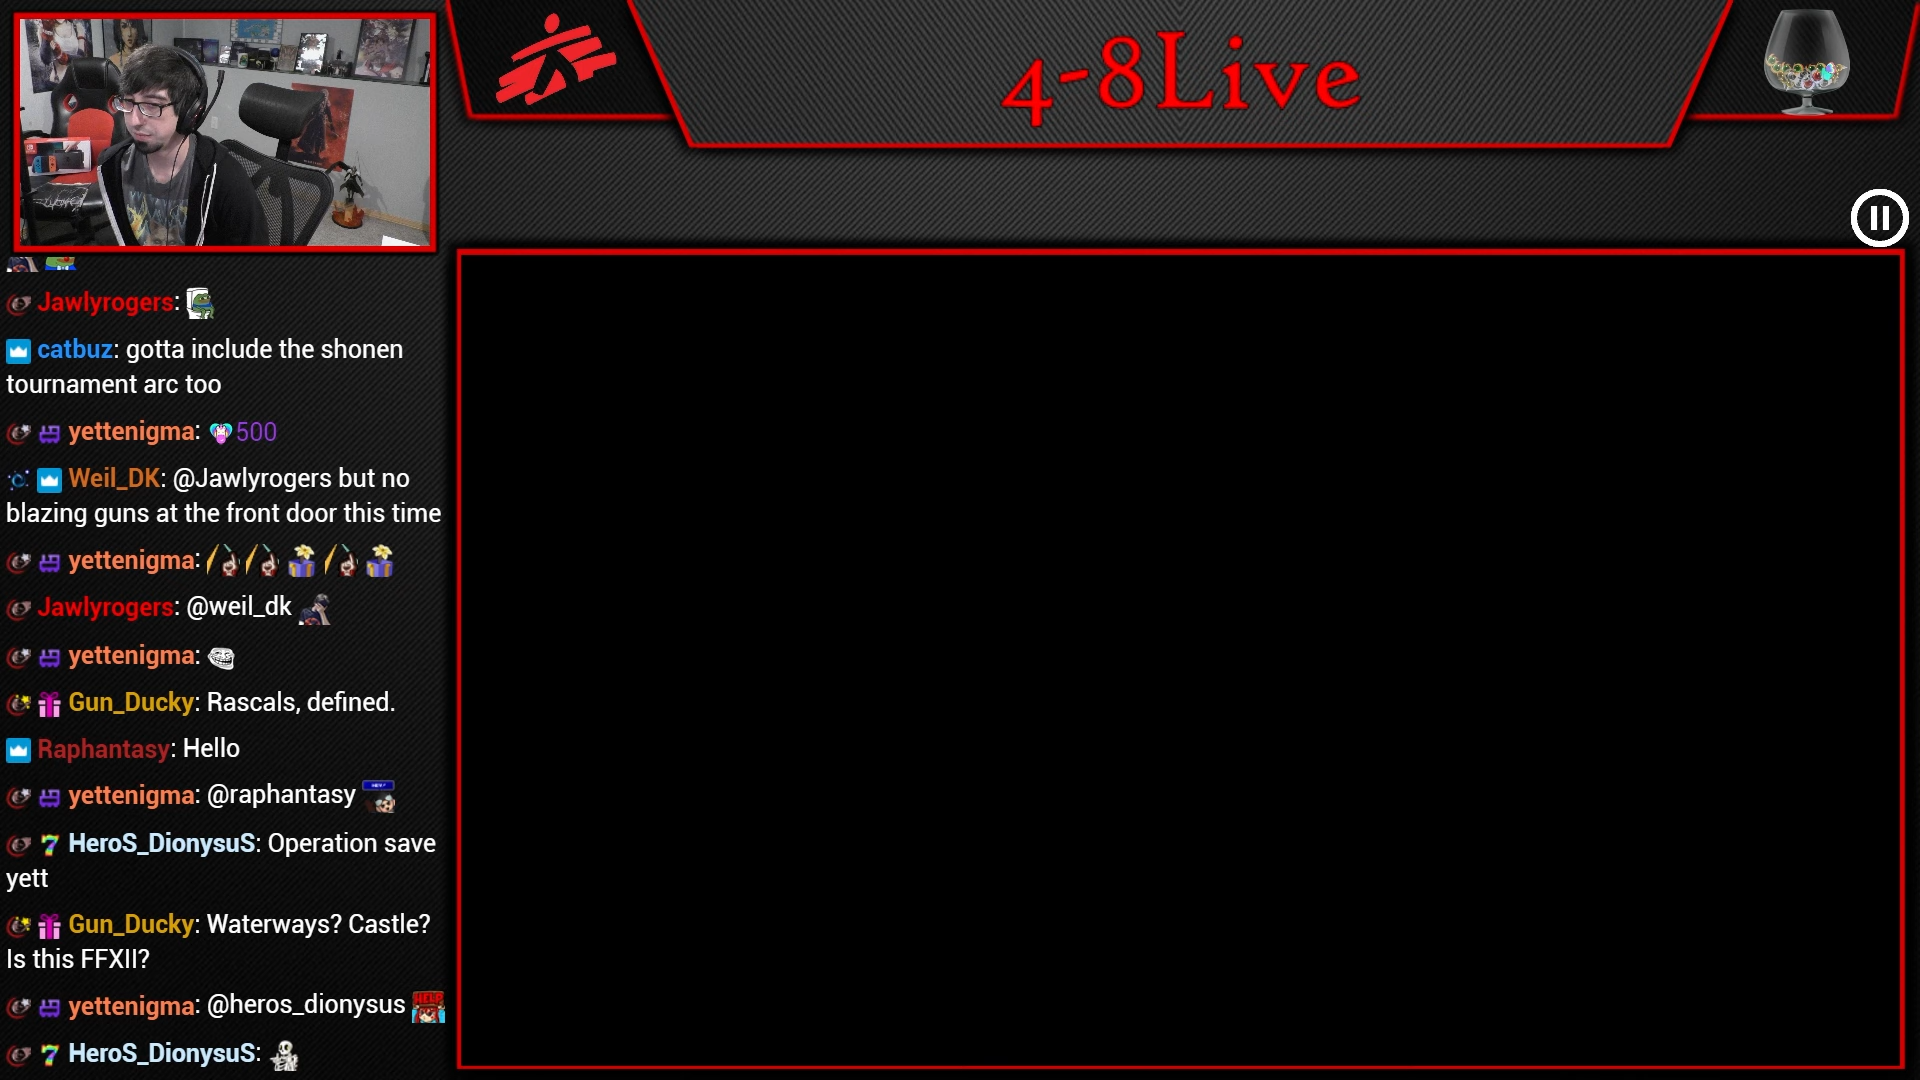 4-8Live
Jawlyrogers:
catbuz: gotta include the shonen
tournament arc too
yettenigma: 500
Weil_DK: @Jawlyrogers but no
blazing guns at the front door this time
yettenigma:
Jawlyrogers: @weil_dk
yettenigma:
Gun_Ducky: Rascals, defined.
Raphantasy: Hello
yettenigma: @raphantasy
HeroS_DionysuS: Operation save
yett
Gun_Ducky: Waterways? Castle?
Is this FFXII?
yettenigma: @heros_dionysus HELP
HeroS_DionysuS: